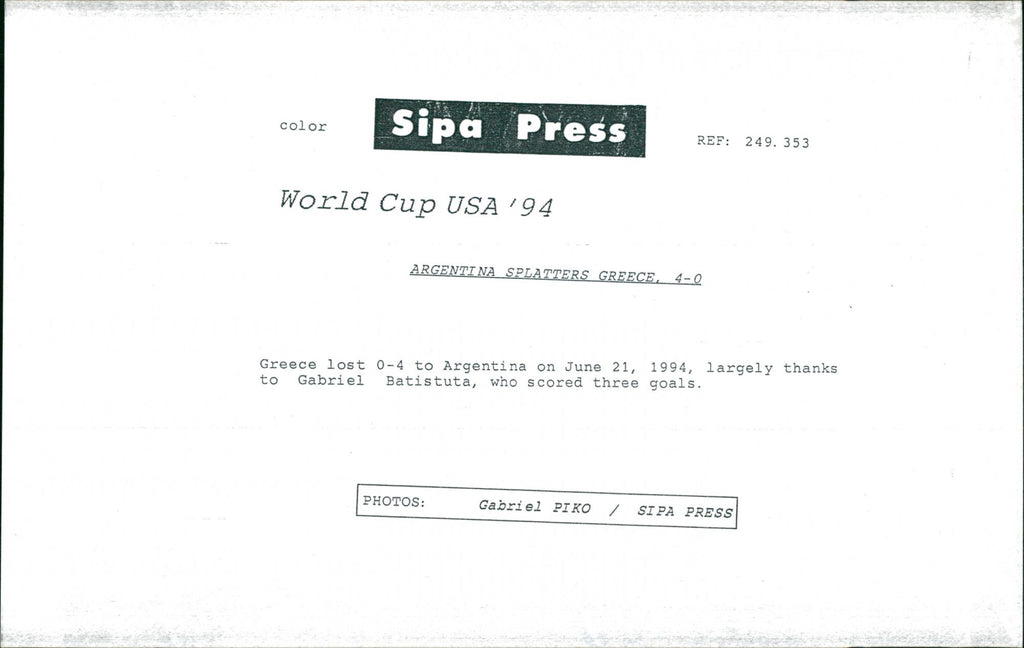 color
Sipa Press
REF: 249.353
World Cup USA '94
ARGENTINA SPLATTERS GREECE, 4-0
Greece lost 0-4 to Argentina on June 21, 1994, largely thanks
to Gabriel Batistuta, who scored three goals.
PHOTOS: Gabriel PIKO / SIPA PRESS